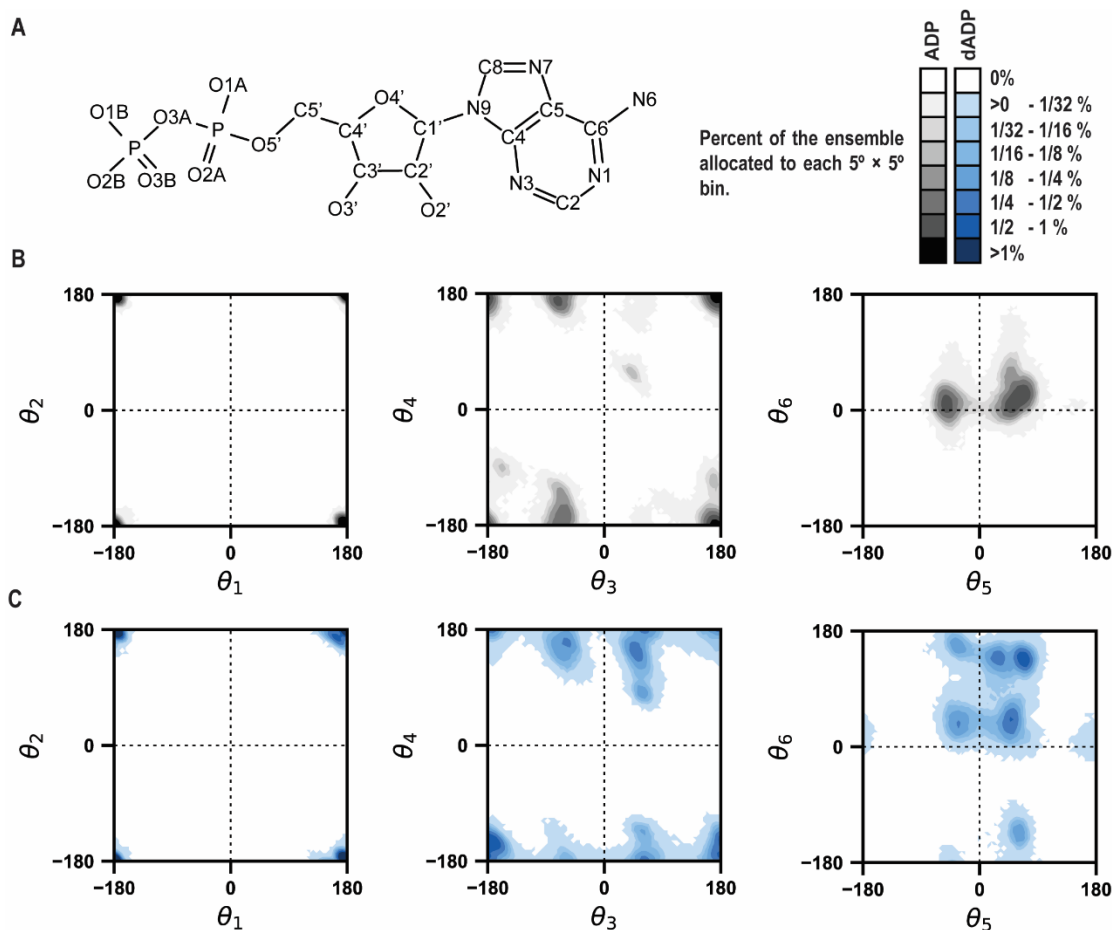 A
ADP
dADP
C8 N7
O1A
O4' N9 C5 N6
O1B O3A C5' C1' C6
P P O5' C4' C4
O2B O3B O2A C3' C2' N3 N1
O3' O2' C2
Percent of the ensemble
allocated to each 5º × 5º
bin.
0%
>0 - 1/32 %
1/32 - 1/16 %
1/16 - 1/8 %
1/8 - 1/4 %
1/4 - 1/2 %
1/2 - 1 %
>1%
B
180
θ2
0
−180
−180 0 180
θ1
180
θ4
0
−180
−180 0 180
θ3
180
θ6
0
−180
−180 0 180
θ5
C
180
θ2
0
−180
−180 0 180
θ1
180
θ4
0
−180
−180 0 180
θ3
180
θ6
0
−180
−180 0 180
θ5